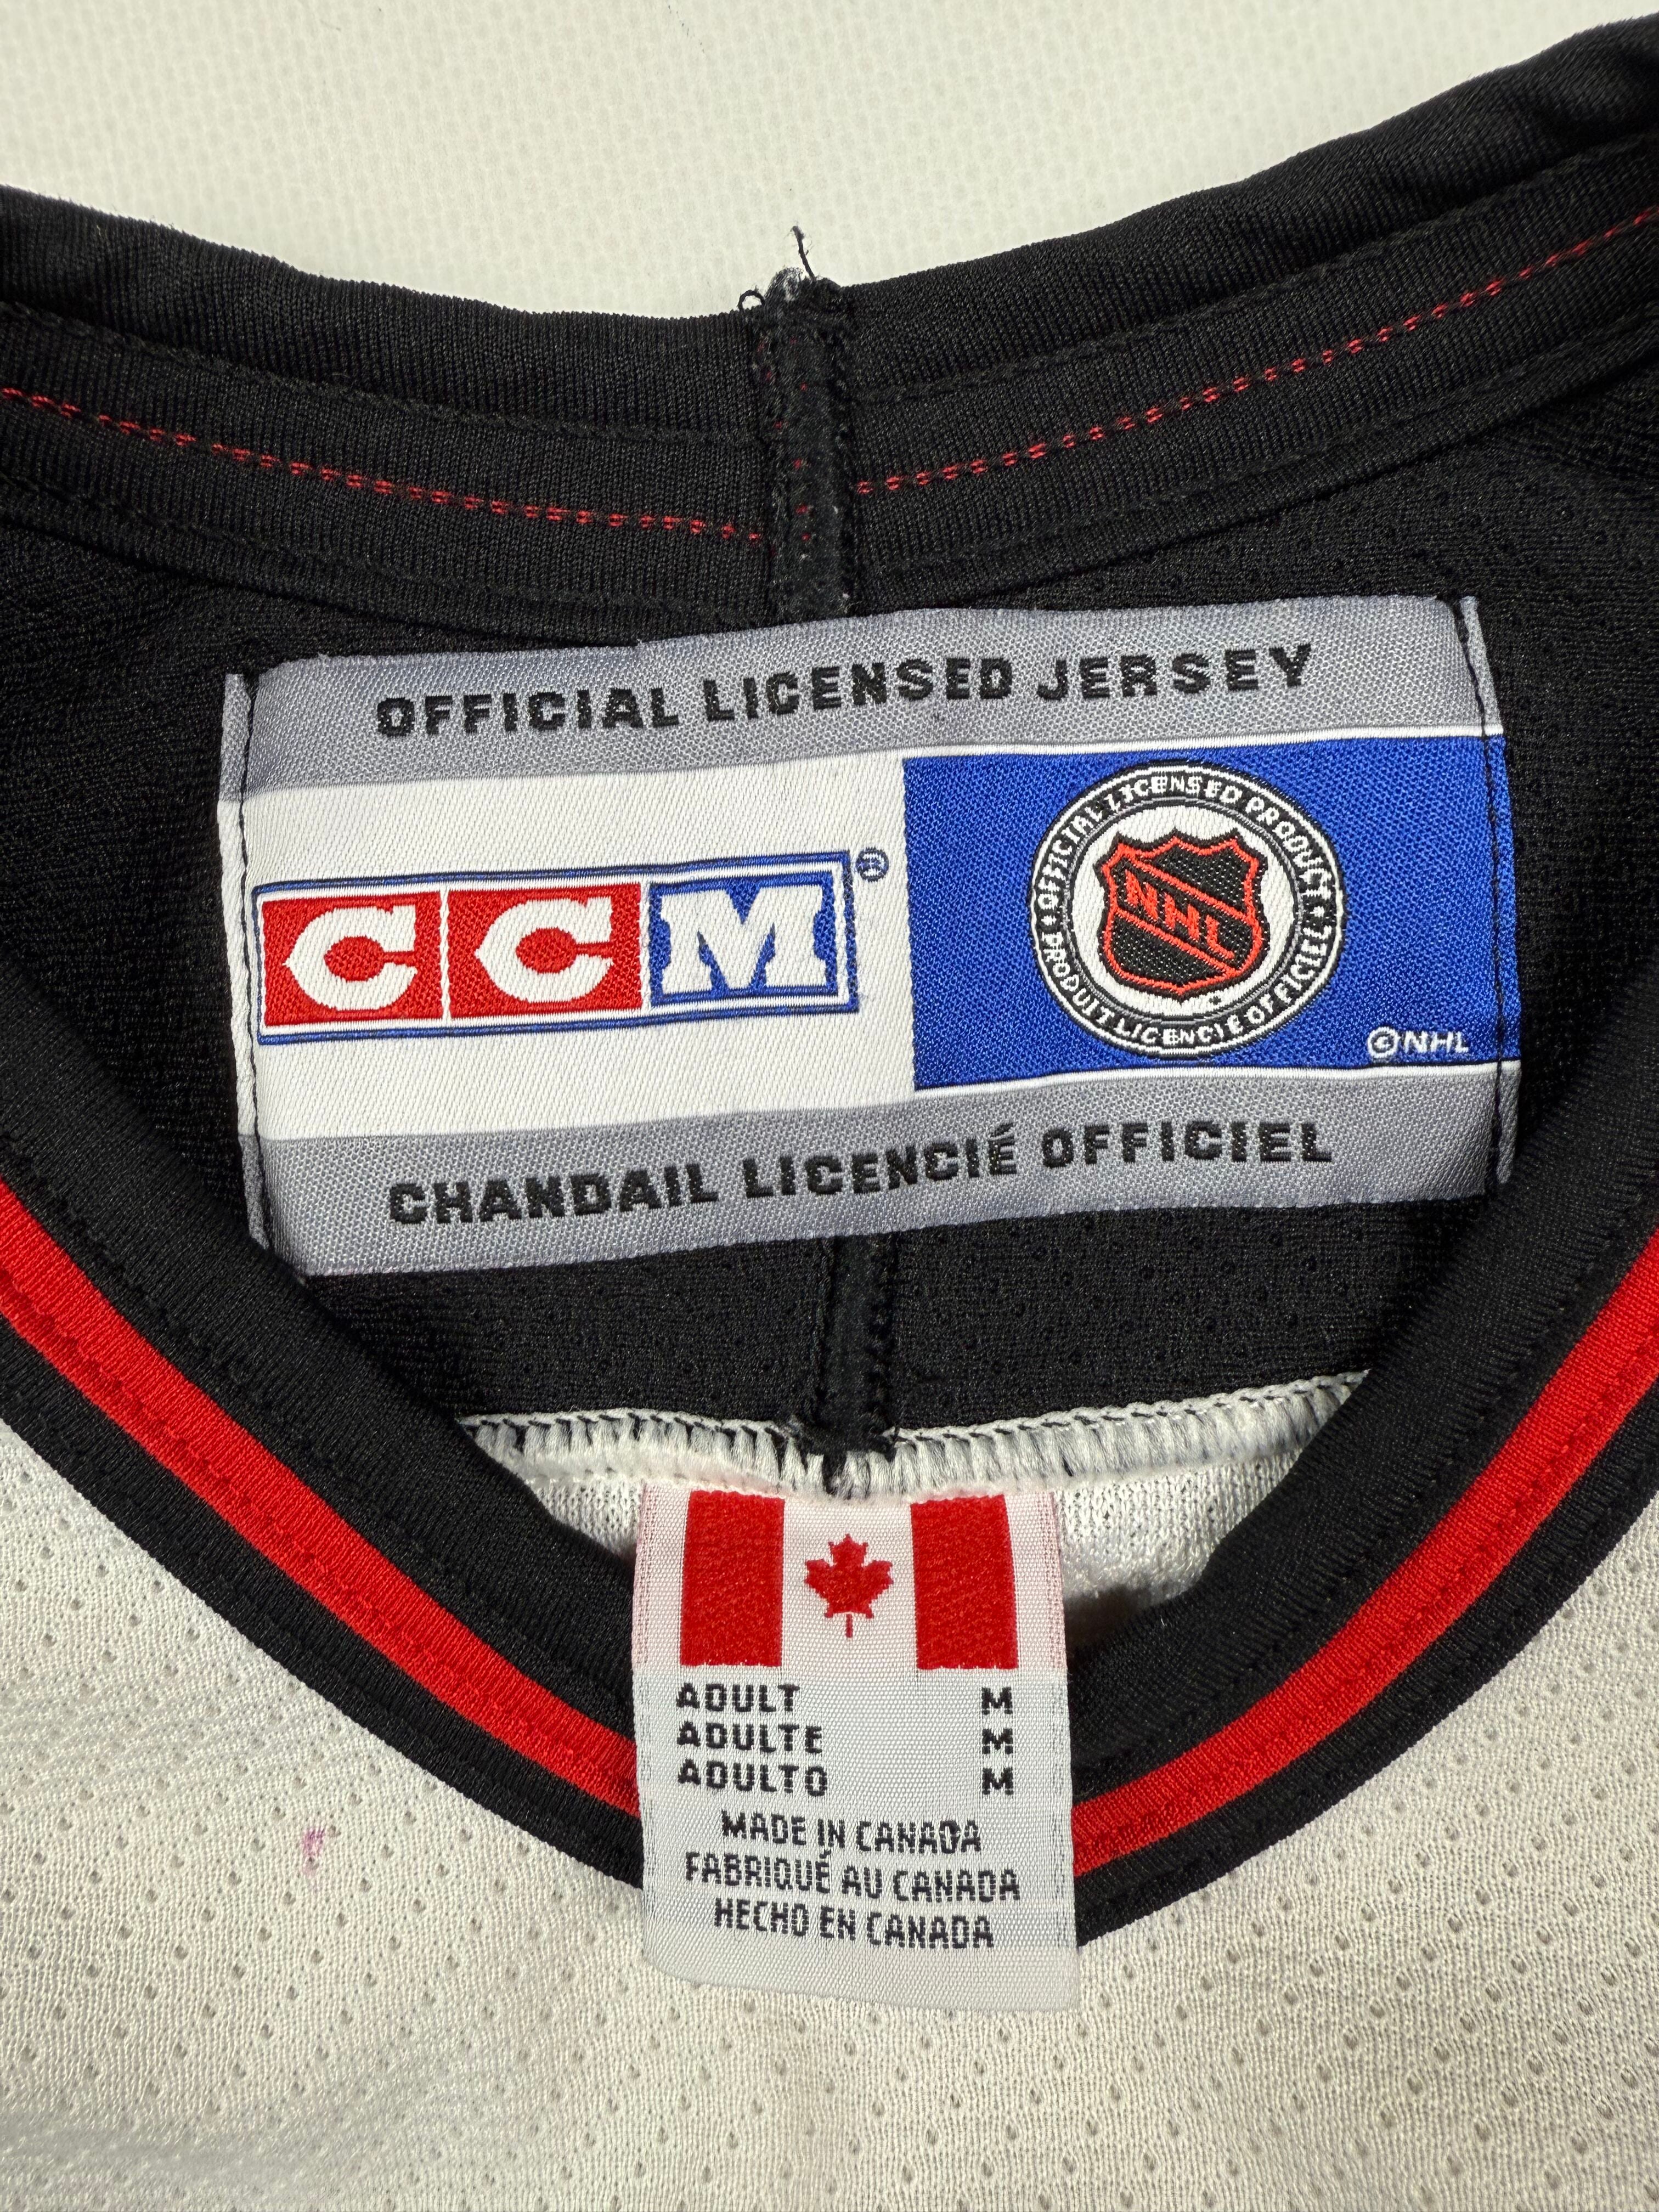 OFFICIAL LICENSED JERSEY
CCM®
OFFICIAL LICENSED PRODUCT
NHL
PRODUIT LICENCIÉ OFFICIEL
©NHL
CHANDAIL LICENCIÉ OFFICIEL
ADULT M
ADULTE M
ADULTO M
MADE IN CANADA
FABRIQUÉ AU CANADA
HECHO EN CANADA